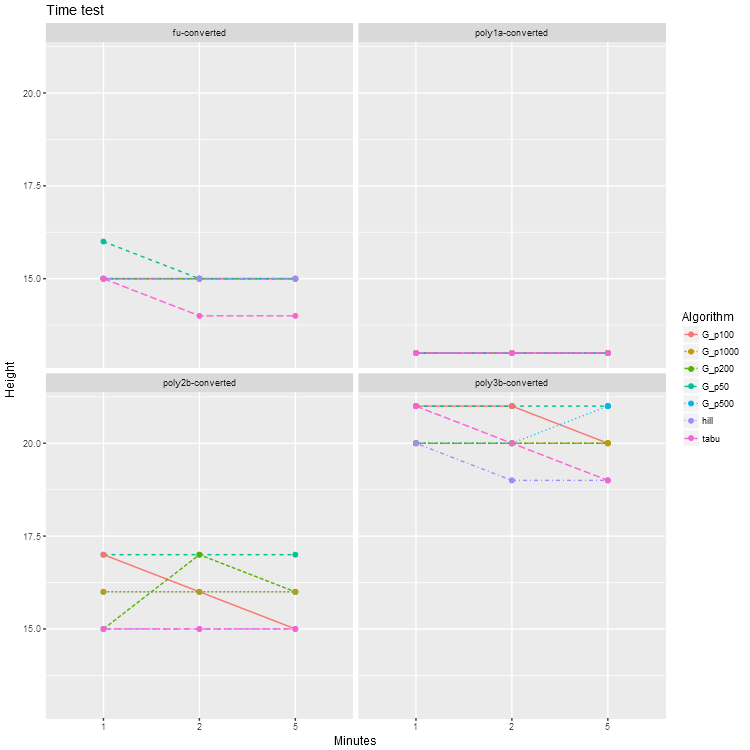 Time test
fu-converted
poly1a-converted
20.0
17.5
15.0
poly2b-converted
poly3b-converted
20.0
17.5
15.0
Height
1
2
5
1
2
5
Minutes
Algorithm
G_p100
G_p1000
G_p200
G_p50
G_p500
hill
tabu